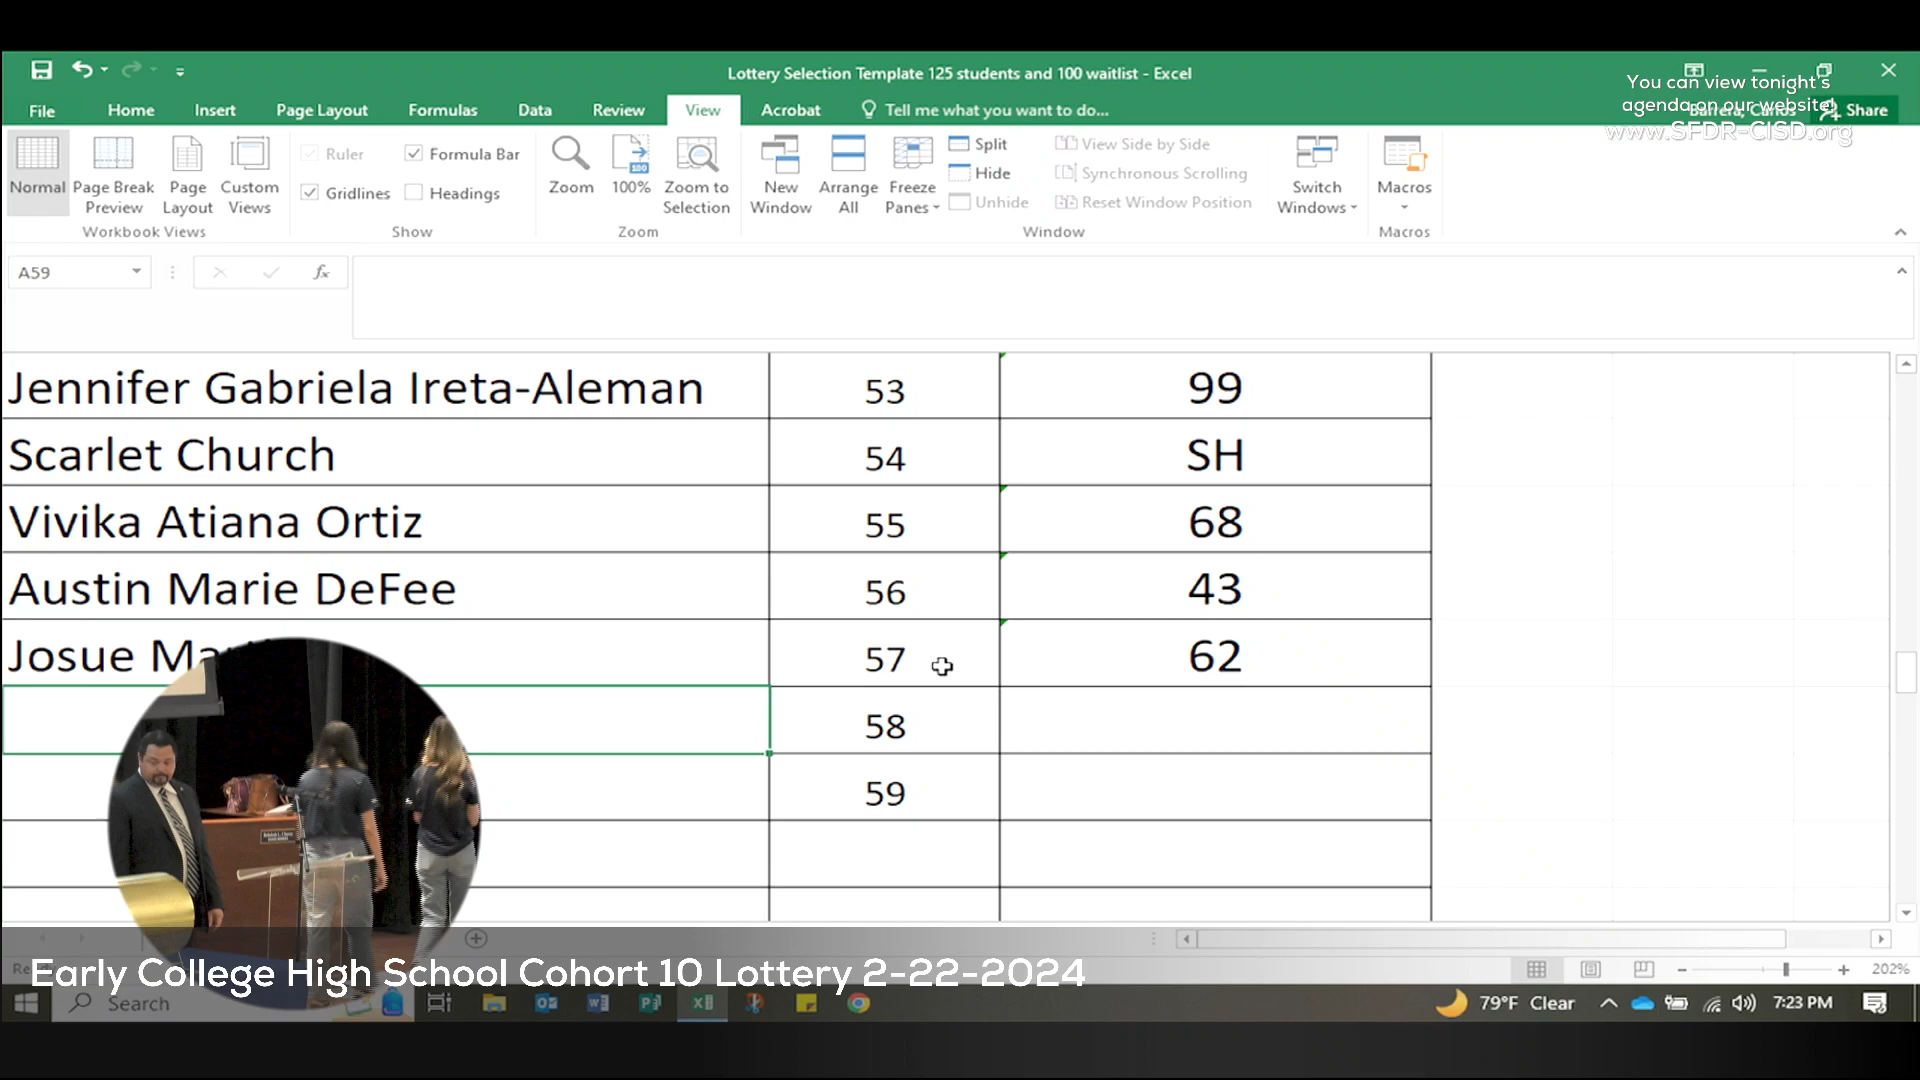 Lottery Selection Template 125 students and 100 waitlist - Excel
You can view tonight's
agenda on our website!
www.SFDR-CISD.org
File Home Insert Page Layout Formulas Data Review View Acrobat Tell me what you want to do... Share
Normal Page Break Preview Page Layout Custom Views
Workbook Views
Ruler Formula Bar
Gridlines Headings
Show
Zoom 100% Zoom to Selection
Zoom
New Window Arrange All Freeze Panes
Split
Hide
Unhide
View Side by Side
Synchronous Scrolling
Reset Window Position
Window
Switch Windows
Macros
Macros
A59 fx
Jennifer Gabriela Ireta-Aleman 53 99
Scarlet Church 54 SH
Vivika Atiana Ortiz 55 68
Austin Marie DeFee 56 43
Josue 57 62
58
59
Early College High School Cohort 10 Lottery 2-22-2024
202%
Search
79°F Clear 7:23 PM